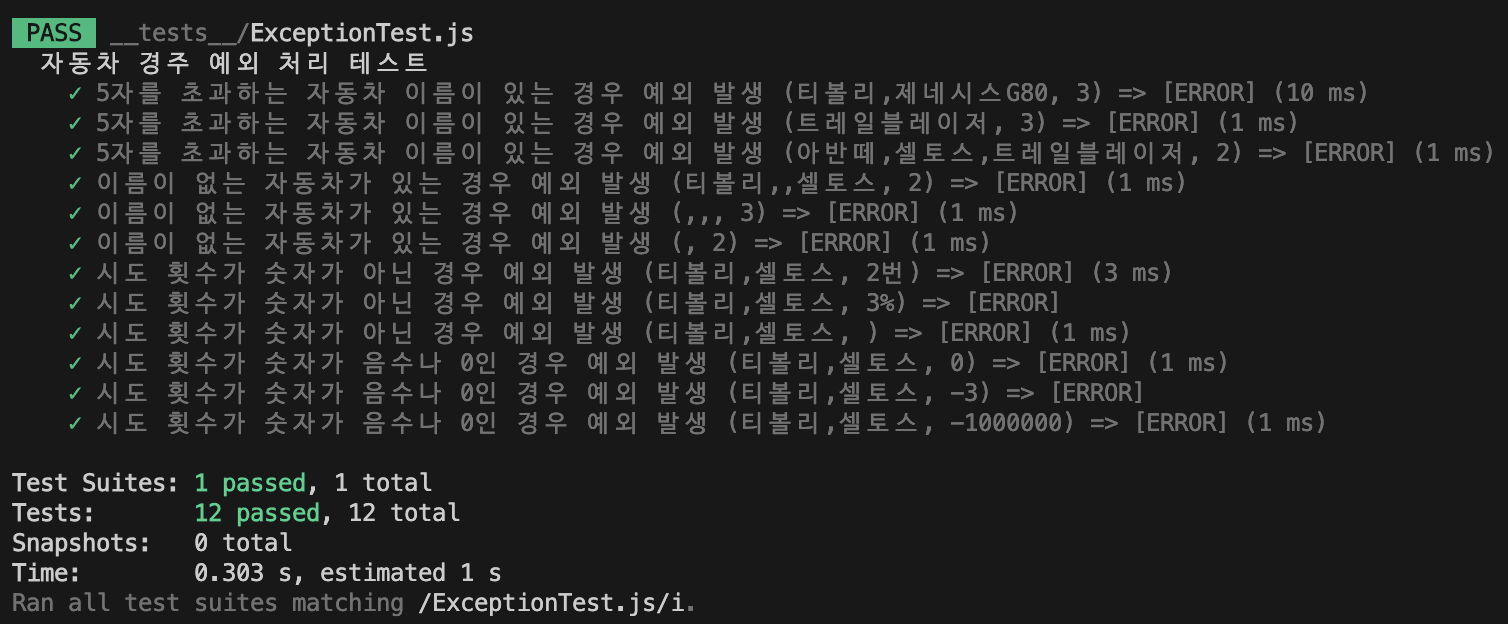 PASS __tests__/ExceptionTest.js
자동차 경주 예외 처리 테스트
✓ 5자를 초과하는 자동차 이름이 있는 경우 예외 발생 (티볼리,제네시스G80, 3) => [ERROR] (10 ms)
✓ 5자를 초과하는 자동차 이름이 있는 경우 예외 발생 (트레일블레이저, 3) => [ERROR] (1 ms)
✓ 5자를 초과하는 자동차 이름이 있는 경우 예외 발생 (아반떼,셀토스,트레일블레이저, 2) => [ERROR] (1 ms)
✓ 이름이 없는 자동차가 있는 경우 예외 발생 (티볼리,,셀토스, 2) => [ERROR] (1 ms)
✓ 이름이 없는 자동차가 있는 경우 예외 발생 (,,, 3) => [ERROR] (1 ms)
✓ 이름이 없는 자동차가 있는 경우 예외 발생 (, 2) => [ERROR] (1 ms)
✓ 시도 횟수가 숫자가 아닌 경우 예외 발생 (티볼리,셀토스, 2번) => [ERROR] (3 ms)
✓ 시도 횟수가 숫자가 아닌 경우 예외 발생 (티볼리,셀토스, 3%) => [ERROR]
✓ 시도 횟수가 숫자가 아닌 경우 예외 발생 (티볼리,셀토스, ) => [ERROR] (1 ms)
✓ 시도 횟수가 숫자가 음수나 0인 경우 예외 발생 (티볼리,셀토스, 0) => [ERROR] (1 ms)
✓ 시도 횟수가 숫자가 음수나 0인 경우 예외 발생 (티볼리,셀토스, -3) => [ERROR]
✓ 시도 횟수가 숫자가 음수나 0인 경우 예외 발생 (티볼리,셀토스, -1000000) => [ERROR] (1 ms)
Test Suites: 1 passed, 1 total
Tests: 12 passed, 12 total
Snapshots: 0 total
Time: 0.303 s, estimated 1 s
Ran all test suites matching /ExceptionTest.js/i.